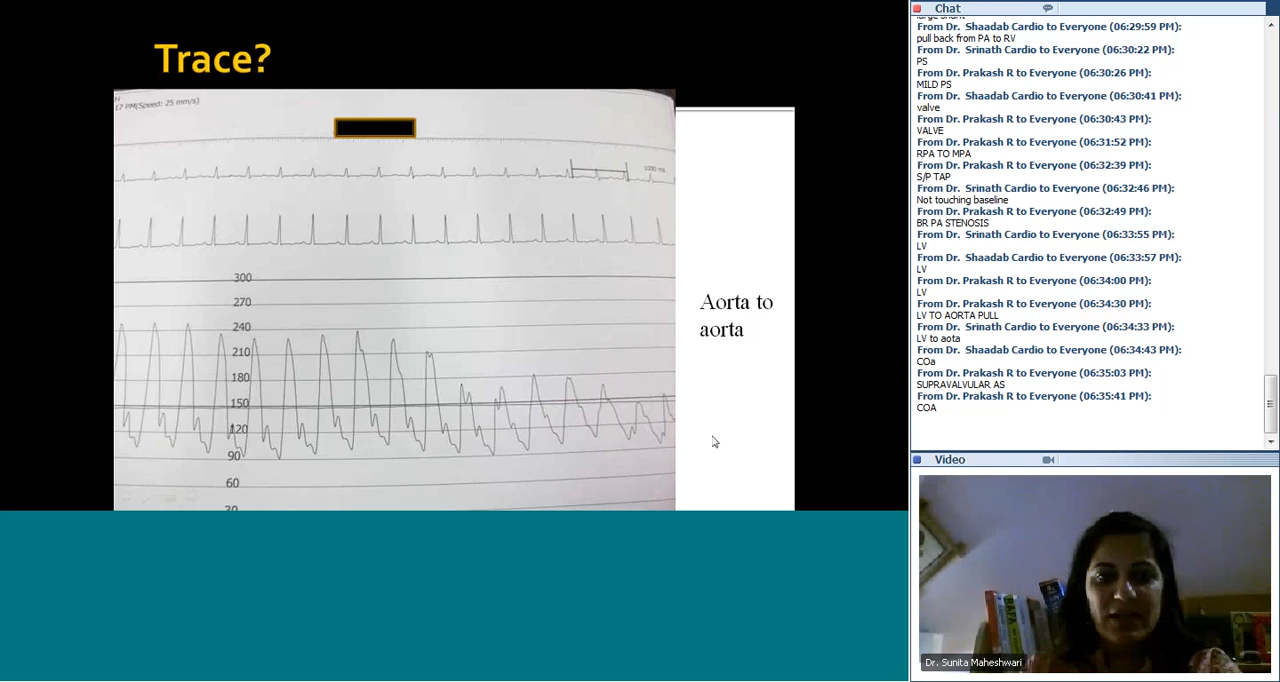 Trace?
H
17 PM(Speed: 25 mm/s)
1000 ms
300
270
240
210
180
150
120
90
60
30
Aorta to
aorta
Chat
large shunt
From Dr. Shaadab Cardio to Everyone (06:29:59 PM):
pull back from PA to RV
From Dr. Srinath Cardio to Everyone (06:30:22 PM):
PS
From Dr. Prakash R to Everyone (06:30:26 PM):
MILD PS
From Dr. Shaadab Cardio to Everyone (06:30:41 PM):
valve
From Dr. Prakash R to Everyone (06:30:43 PM):
VALVE
From Dr. Prakash R to Everyone (06:31:52 PM):
RPA TO MPA
From Dr. Prakash R to Everyone (06:32:39 PM):
S/P TAP
From Dr. Srinath Cardio to Everyone (06:32:46 PM):
Not touching baseline
From Dr. Prakash R to Everyone (06:32:49 PM):
BR PA STENOSIS
From Dr. Srinath Cardio to Everyone (06:33:55 PM):
LV
From Dr. Shaadab Cardio to Everyone (06:33:57 PM):
LV
From Dr. Prakash R to Everyone (06:34:00 PM):
LV
From Dr. Prakash R to Everyone (06:34:30 PM):
LV TO AORTA PULL
From Dr. Srinath Cardio to Everyone (06:34:33 PM):
LV to aota
From Dr. Shaadab Cardio to Everyone (06:34:43 PM):
COa
From Dr. Prakash R to Everyone (06:35:03 PM):
SUPRAVALVULAR AS
From Dr. Prakash R to Everyone (06:35:41 PM):
COA
Video
Dr. Sunita Maheshwari